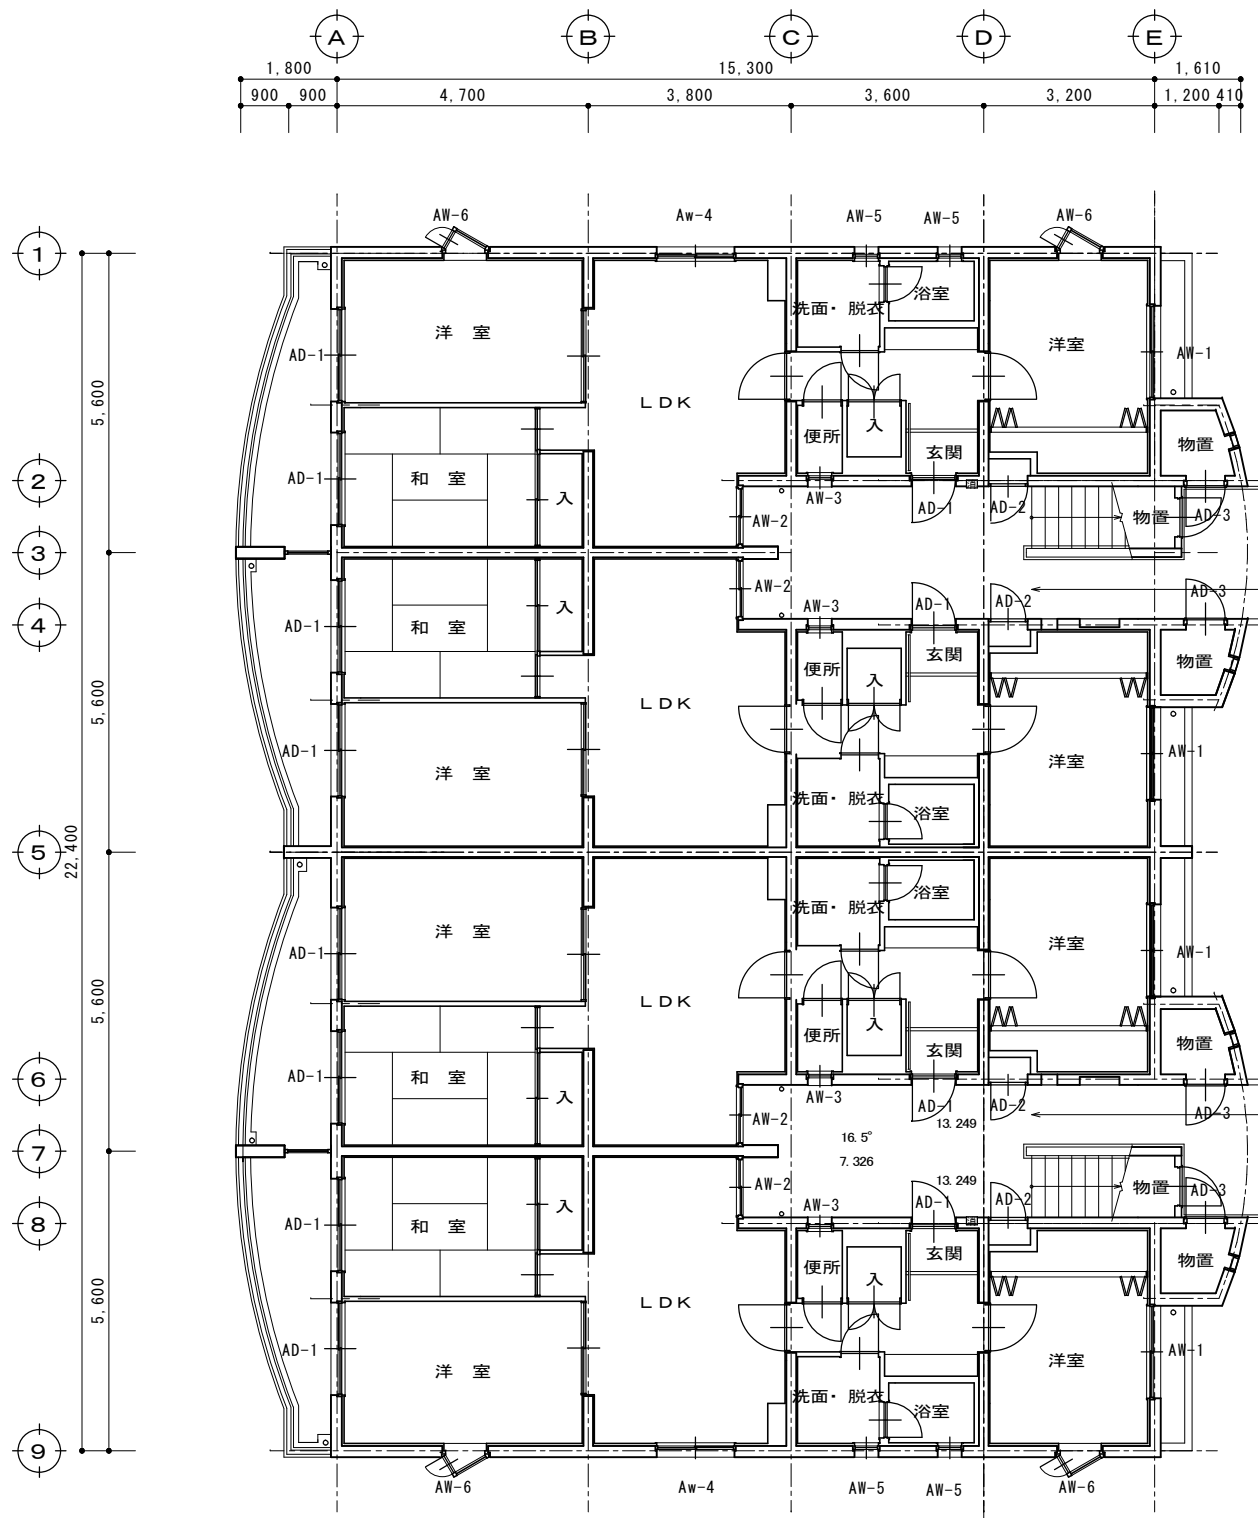 A B C D E
1,800 15,300 1,610
900 900 4,700 3,800 3,600 3,200 1,200 410
AW-6 Aw-4 AW-5 AW-5 AW-6
1
洋 室 LDK 洗面・脱衣 浴室 洋室
AD-1 AW-1
5,600
便所 入 玄関 物置
AD-1 和 室 入
2
AW-3 AD-1 AD-2 物置 AD-3
AW-2
3
AW-2 AW-3 AD-1 AD-2 AD-3
4
AD-1 和 室 入
便所 入 玄関 物置
5,600
LDK
AD-1 洋 室 洋室 AW-1
洗面・脱衣 浴室
5
22,400
洋 室 洗面・脱衣 浴室 洋室
AD-1 AW-1
5,600
LDK
便所 入 玄関 物置
6
AD-1 和 室 入
AW-3 AD-1 AD-2 AD-3
AW-2
13.249
16.5°
7.326
7
AW-2 13.249 物置 AD-3
AW-3 AD-1 AD-2
8
AD-1 和 室 入
便所 入 玄関 物置
5,600
LDK
AD-1 洋 室 洋室 AW-1
洗面・脱衣 浴室
9
AW-6 Aw-4 AW-5 AW-5 AW-6